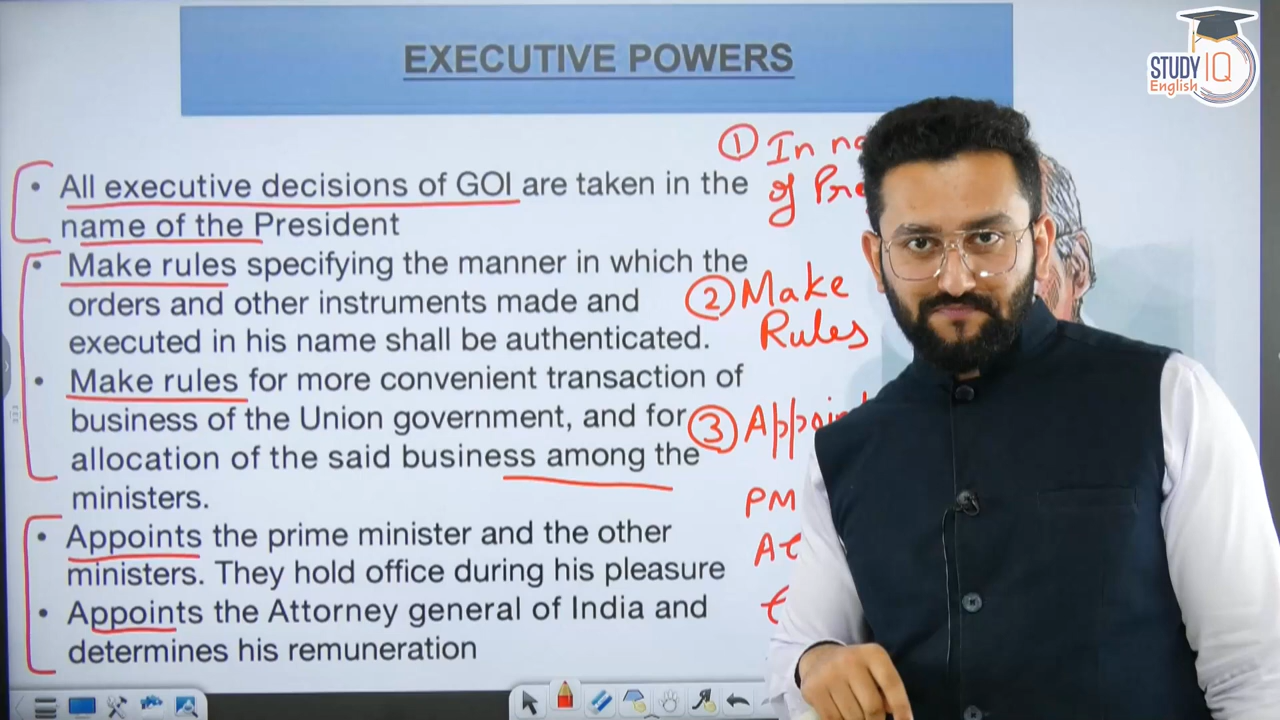 EXECUTIVE POWERS
STUDY IQ
English
• All executive decisions of GOI are taken in the
name of the President
• Make rules specifying the manner in which the
orders and other instruments made and
executed in his name shall be authenticated.
• Make rules for more convenient transaction of
business of the Union government, and for
allocation of the said business among the
ministers.
• Appoints the prime minister and the other
ministers. They hold office during his pleasure
• Appoints the Attorney general of India and
determines his remuneration
① In
of
② Make
Rules
③
PM